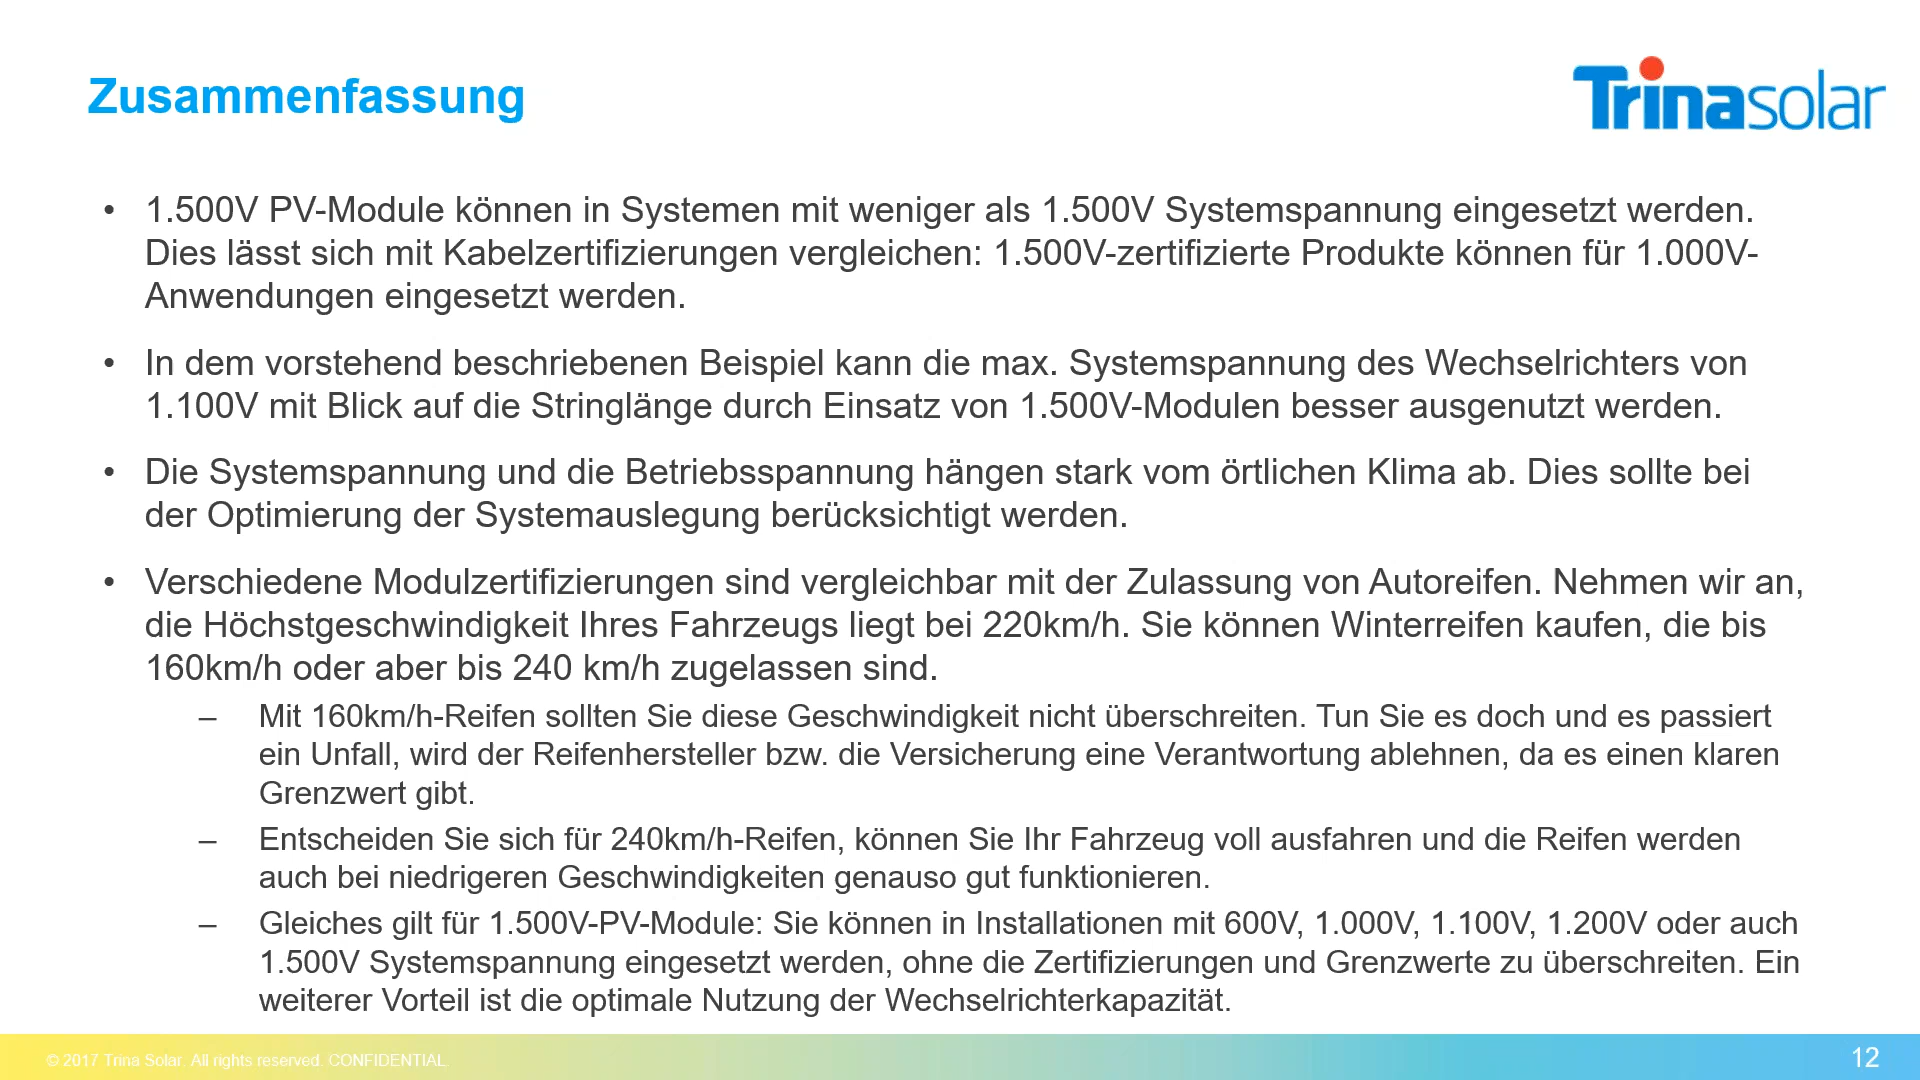 Zusammenfassung
Trinasolar
• 1.500V PV-Module können in Systemen mit weniger als 1.500V Systemspannung eingesetzt werden.
Dies lässt sich mit Kabelzertifizierungen vergleichen: 1.500V-zertifizierte Produkte können für 1.000V-
Anwendungen eingesetzt werden.
• In dem vorstehend beschriebenen Beispiel kann die max. Systemspannung des Wechselrichters von
1.100V mit Blick auf die Stringlänge durch Einsatz von 1.500V-Modulen besser ausgenutzt werden.
• Die Systemspannung und die Betriebsspannung hängen stark vom örtlichen Klima ab. Dies sollte bei
der Optimierung der Systemauslegung berücksichtigt werden.
• Verschiedene Modulzertifizierungen sind vergleichbar mit der Zulassung von Autoreifen. Nehmen wir an,
die Höchstgeschwindigkeit Ihres Fahrzeugs liegt bei 220km/h. Sie können Winterreifen kaufen, die bis
160km/h oder aber bis 240 km/h zugelassen sind.
– Mit 160km/h-Reifen sollten Sie diese Geschwindigkeit nicht überschreiten. Tun Sie es doch und es passiert
ein Unfall, wird der Reifenhersteller bzw. die Versicherung eine Verantwortung ablehnen, da es einen klaren
Grenzwert gibt.
– Entscheiden Sie sich für 240km/h-Reifen, können Sie Ihr Fahrzeug voll ausfahren und die Reifen werden
auch bei niedrigeren Geschwindigkeiten genauso gut funktionieren.
– Gleiches gilt für 1.500V-PV-Module: Sie können in Installationen mit 600V, 1.000V, 1.100V, 1.200V oder auch
1.500V Systemspannung eingesetzt werden, ohne die Zertifizierungen und Grenzwerte zu überschreiten. Ein
weiterer Vorteil ist die optimale Nutzung der Wechselrichterkapazität.
© 2017 Trina Solar, All rights reserved. CONFIDENTIAL
12